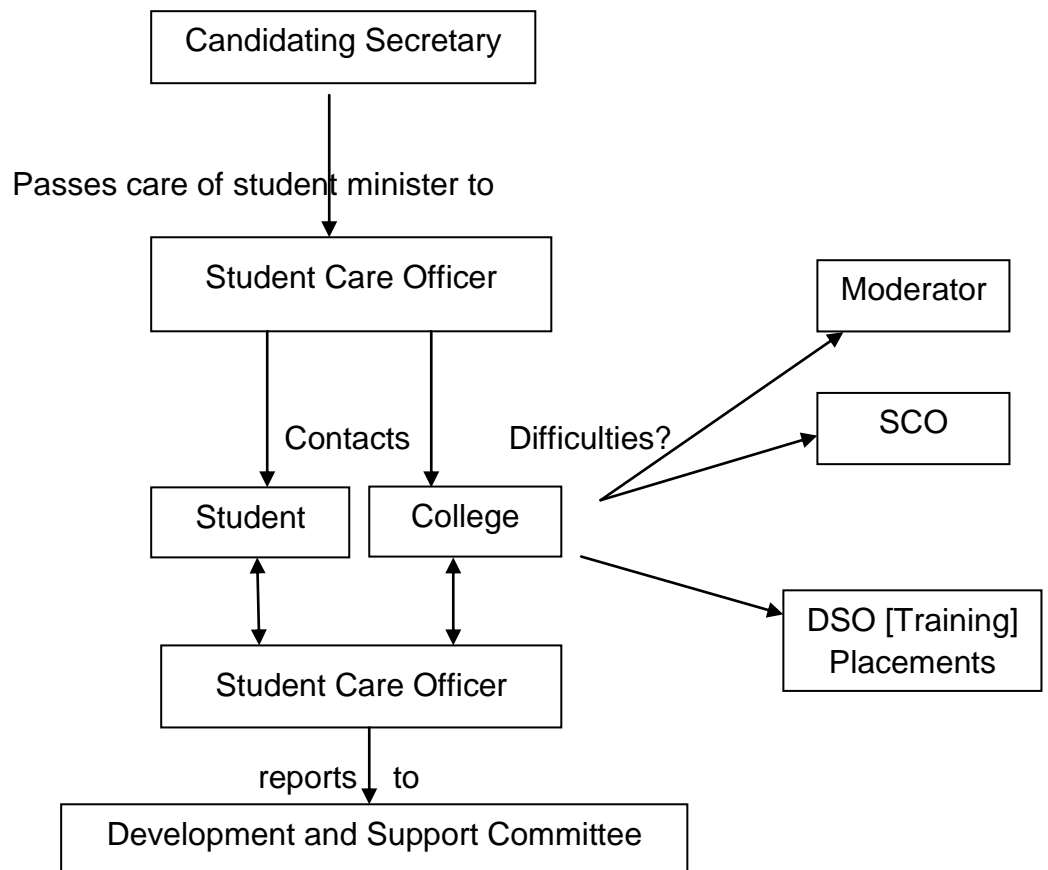 Candidating Secretary
Passes care of student minister to
Student Care Officer
Moderator
SCO
Contacts
Difficulties?
Student
College
DSO [Training]
Placements
Student Care Officer
reports to
Development and Support Committee